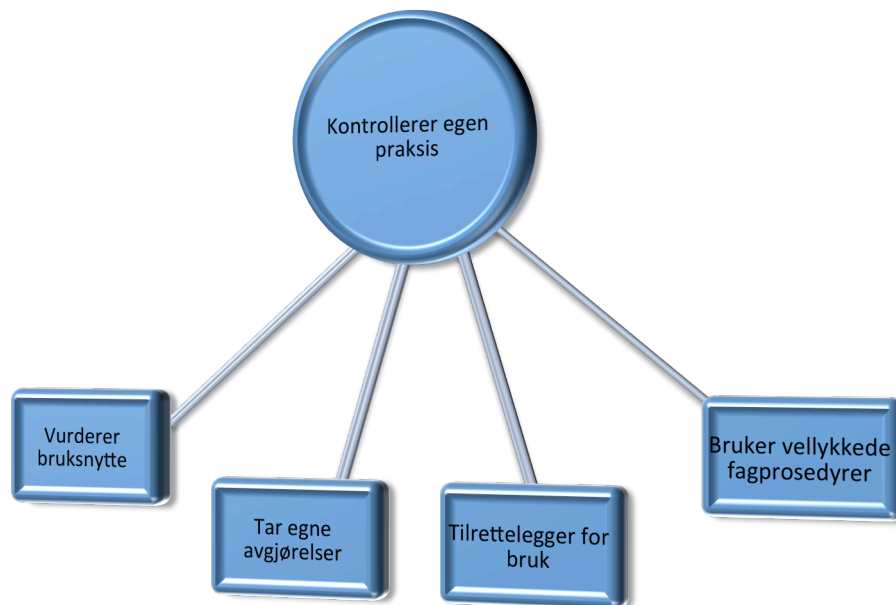 Kontrollerer egen
praksis
Vurderer
bruksnytte
Tar egne
avgjørelser
Tilrettelegger for
bruk
Bruker vellykkede
fagprosedyrer